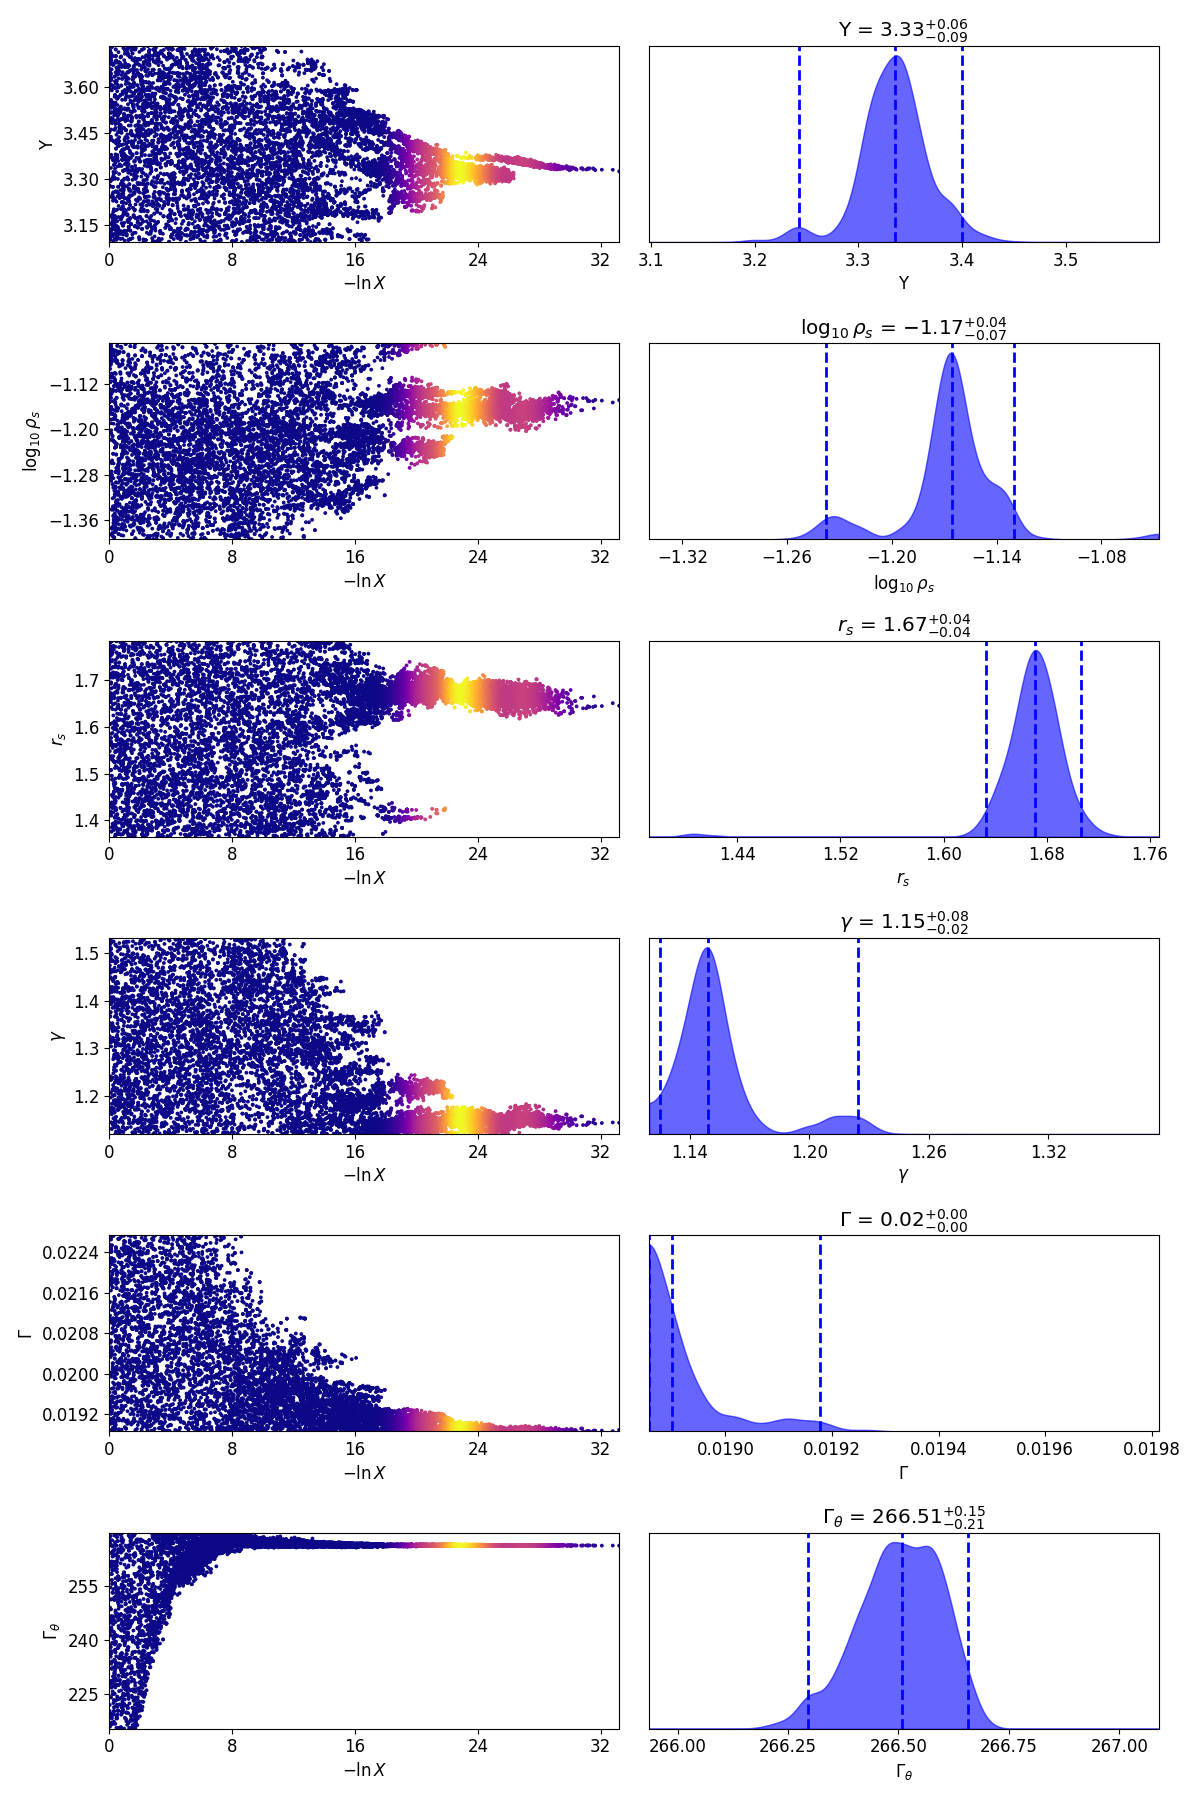 Y = 3.33^{+0.06}_{-0.09}
3.60
3.45
3.30
3.15
Y
0 8 16 24 32
−ln X
3.1 3.2 3.3 3.4 3.5
Y
log₁₀ ρₛ = −1.17^{+0.04}_{-0.07}
−1.12
−1.20
−1.28
−1.36
log₁₀ ρₛ
0 8 16 24 32
−ln X
−1.32 −1.26 −1.20 −1.14 −1.08
log₁₀ ρₛ
rₛ = 1.67^{+0.04}_{-0.04}
1.7
1.6
1.5
1.4
rₛ
0 8 16 24 32
−ln X
1.44 1.52 1.60 1.68 1.76
rₛ
γ = 1.15^{+0.08}_{-0.02}
1.5
1.4
1.3
1.2
γ
0 8 16 24 32
−ln X
1.14 1.20 1.26 1.32
γ
Γ = 0.02^{+0.00}_{-0.00}
0.0224
0.0216
0.0208
0.0200
0.0192
Γ
0 8 16 24 32
−ln X
0.0190 0.0192 0.0194 0.0196 0.0198
Γ
Γ_θ = 266.51^{+0.15}_{-0.21}
255
240
225
Γ_θ
0 8 16 24 32
−ln X
266.00 266.25 266.50 266.75 267.00
Γ_θ